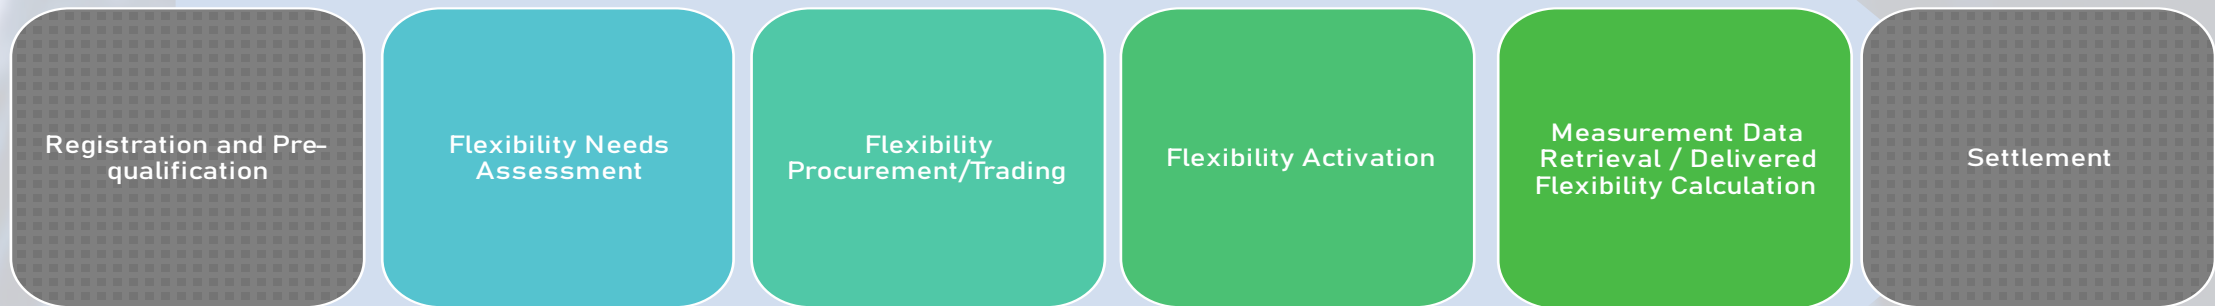 Registration and Pre-
qualification
Flexibility Needs
Assessment
Flexibility
Procurement/Trading
Flexibility Activation
Measurement Data
Retrieval / Delivered
Flexibility Calculation
Settlement